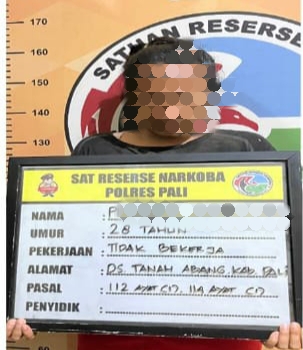 170
SATUAN RESERSE
160
150
140
130
SAT RESERSE NARKOBA
POLRES PALI
NAMA :
UMUR : 28 TAHUN
PEKERJAAN : TIDAK BEKERJA
ALAMAT : DS. TANAH ABANG KAB. PALI
PASAL : 112 AYAT (1), 114 AYAT (1)
PENYIDIK :